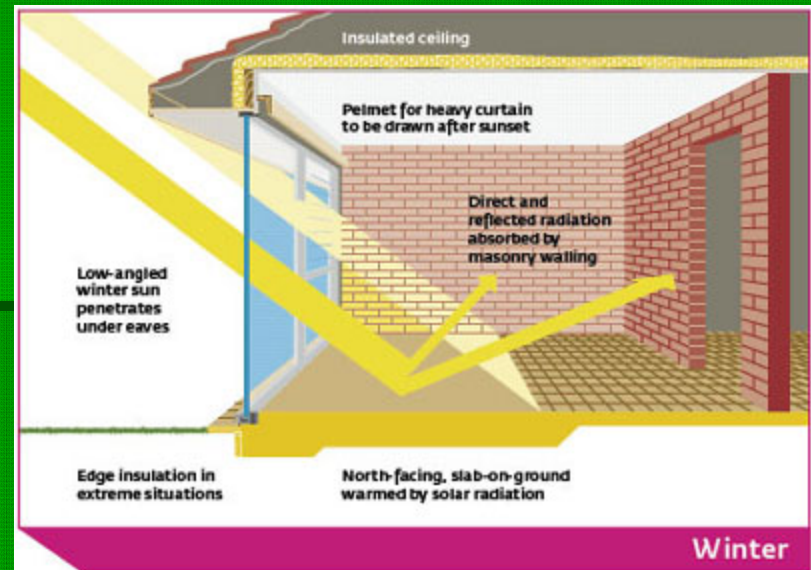 Insulated ceiling
Pelmet for heavy curtain
to be drawn after sunset
Direct and
reflected radiation
absorbed by
masonry walling
Low-angled
winter sun
penetrates
under eaves
Edge insulation in
extreme situations
North-facing, slab-on-ground
warmed by solar radiation
Winter